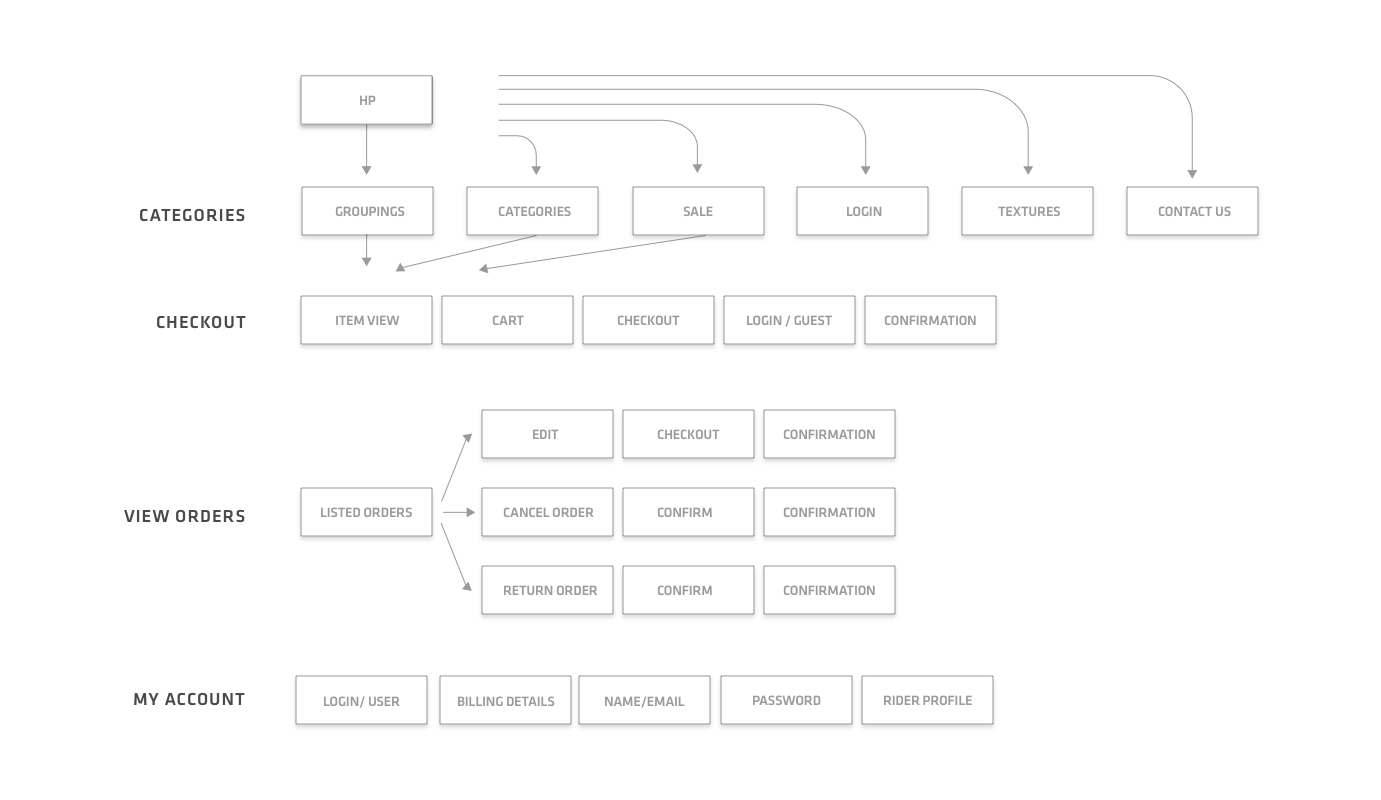 HP
CATEGORIES
GROUPINGS
CATEGORIES
SALE
LOGIN
TEXTURES
CONTACT US
CHECKOUT
ITEM VIEW
CART
CHECKOUT
LOGIN / GUEST
CONFIRMATION
EDIT
CHECKOUT
CONFIRMATION
VIEW ORDERS
LISTED ORDERS
CANCEL ORDER
CONFIRM
CONFIRMATION
RETURN ORDER
CONFIRM
CONFIRMATION
MY ACCOUNT
LOGIN/ USER
BILLING DETAILS
NAME/EMAIL
PASSWORD
RIDER PROFILE